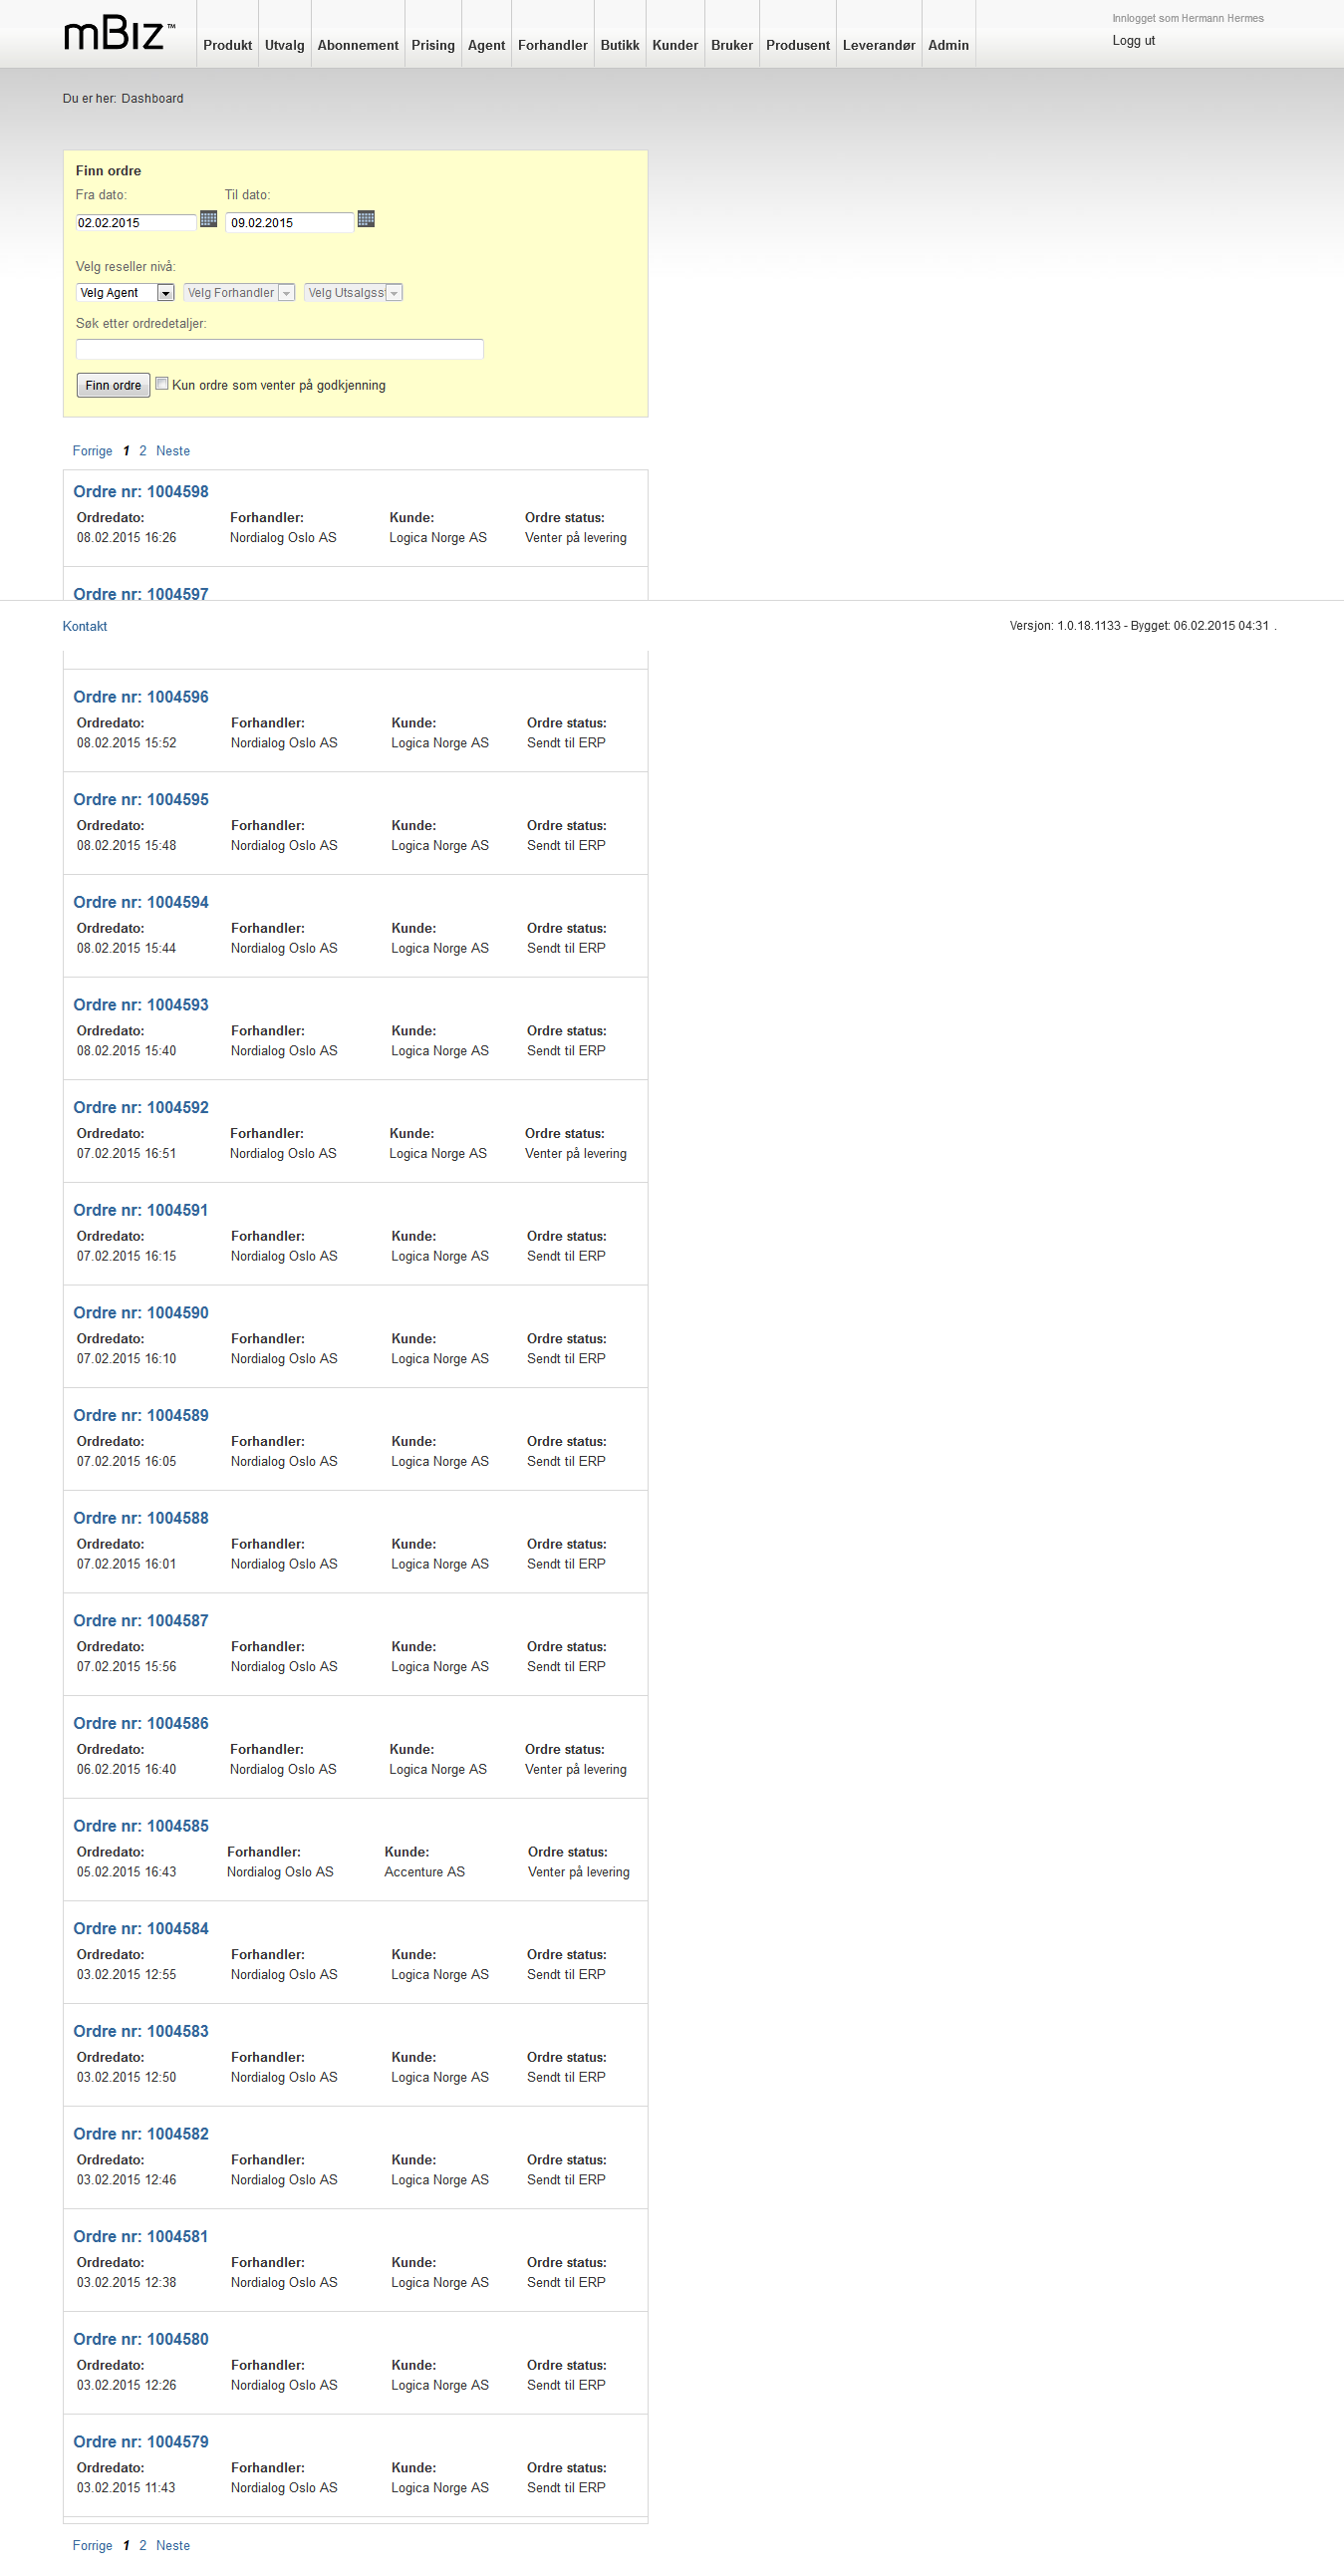 mBiz™
Produkt Utvalg Abonnement Prising Agent Forhandler Butikk Kunder Bruker Produsent Leverandør Admin
Innlogget som Hermann Hermes
Logg ut
Du er her: Dashboard
Finn ordre
Fra dato: Til dato:
02.02.2015 09.02.2015
Velg reseller nivå:
Velg Agent Velg Forhandler Velg Utsalgss
Søk etter ordredetaljer:
Finn ordre Kun ordre som venter på godkjenning
Forrige 1 2 Neste
Ordre nr: 1004598
Ordredato: Forhandler: Kunde: Ordre status:
08.02.2015 16:26 Nordialog Oslo AS Logica Norge AS Venter på levering
Ordre nr: 1004597
Kontakt Versjon: 1.0.18.1133 - Bygget: 06.02.2015 04:31 .
Ordre nr: 1004596
Ordredato: Forhandler: Kunde: Ordre status:
08.02.2015 15:52 Nordialog Oslo AS Logica Norge AS Sendt til ERP
Ordre nr: 1004595
Ordredato: Forhandler: Kunde: Ordre status:
08.02.2015 15:48 Nordialog Oslo AS Logica Norge AS Sendt til ERP
Ordre nr: 1004594
Ordredato: Forhandler: Kunde: Ordre status:
08.02.2015 15:44 Nordialog Oslo AS Logica Norge AS Sendt til ERP
Ordre nr: 1004593
Ordredato: Forhandler: Kunde: Ordre status:
08.02.2015 15:40 Nordialog Oslo AS Logica Norge AS Sendt til ERP
Ordre nr: 1004592
Ordredato: Forhandler: Kunde: Ordre status:
07.02.2015 16:51 Nordialog Oslo AS Logica Norge AS Venter på levering
Ordre nr: 1004591
Ordredato: Forhandler: Kunde: Ordre status:
07.02.2015 16:15 Nordialog Oslo AS Logica Norge AS Sendt til ERP
Ordre nr: 1004590
Ordredato: Forhandler: Kunde: Ordre status:
07.02.2015 16:10 Nordialog Oslo AS Logica Norge AS Sendt til ERP
Ordre nr: 1004589
Ordredato: Forhandler: Kunde: Ordre status:
07.02.2015 16:05 Nordialog Oslo AS Logica Norge AS Sendt til ERP
Ordre nr: 1004588
Ordredato: Forhandler: Kunde: Ordre status:
07.02.2015 16:01 Nordialog Oslo AS Logica Norge AS Sendt til ERP
Ordre nr: 1004587
Ordredato: Forhandler: Kunde: Ordre status:
07.02.2015 15:56 Nordialog Oslo AS Logica Norge AS Sendt til ERP
Ordre nr: 1004586
Ordredato: Forhandler: Kunde: Ordre status:
06.02.2015 16:40 Nordialog Oslo AS Logica Norge AS Venter på levering
Ordre nr: 1004585
Ordredato: Forhandler: Kunde: Ordre status:
05.02.2015 16:43 Nordialog Oslo AS Accenture AS Venter på levering
Ordre nr: 1004584
Ordredato: Forhandler: Kunde: Ordre status:
03.02.2015 12:55 Nordialog Oslo AS Logica Norge AS Sendt til ERP
Ordre nr: 1004583
Ordredato: Forhandler: Kunde: Ordre status:
03.02.2015 12:50 Nordialog Oslo AS Logica Norge AS Sendt til ERP
Ordre nr: 1004582
Ordredato: Forhandler: Kunde: Ordre status:
03.02.2015 12:46 Nordialog Oslo AS Logica Norge AS Sendt til ERP
Ordre nr: 1004581
Ordredato: Forhandler: Kunde: Ordre status:
03.02.2015 12:38 Nordialog Oslo AS Logica Norge AS Sendt til ERP
Ordre nr: 1004580
Ordredato: Forhandler: Kunde: Ordre status:
03.02.2015 12:26 Nordialog Oslo AS Logica Norge AS Sendt til ERP
Ordre nr: 1004579
Ordredato: Forhandler: Kunde: Ordre status:
03.02.2015 11:43 Nordialog Oslo AS Logica Norge AS Sendt til ERP
Forrige 1 2 Neste